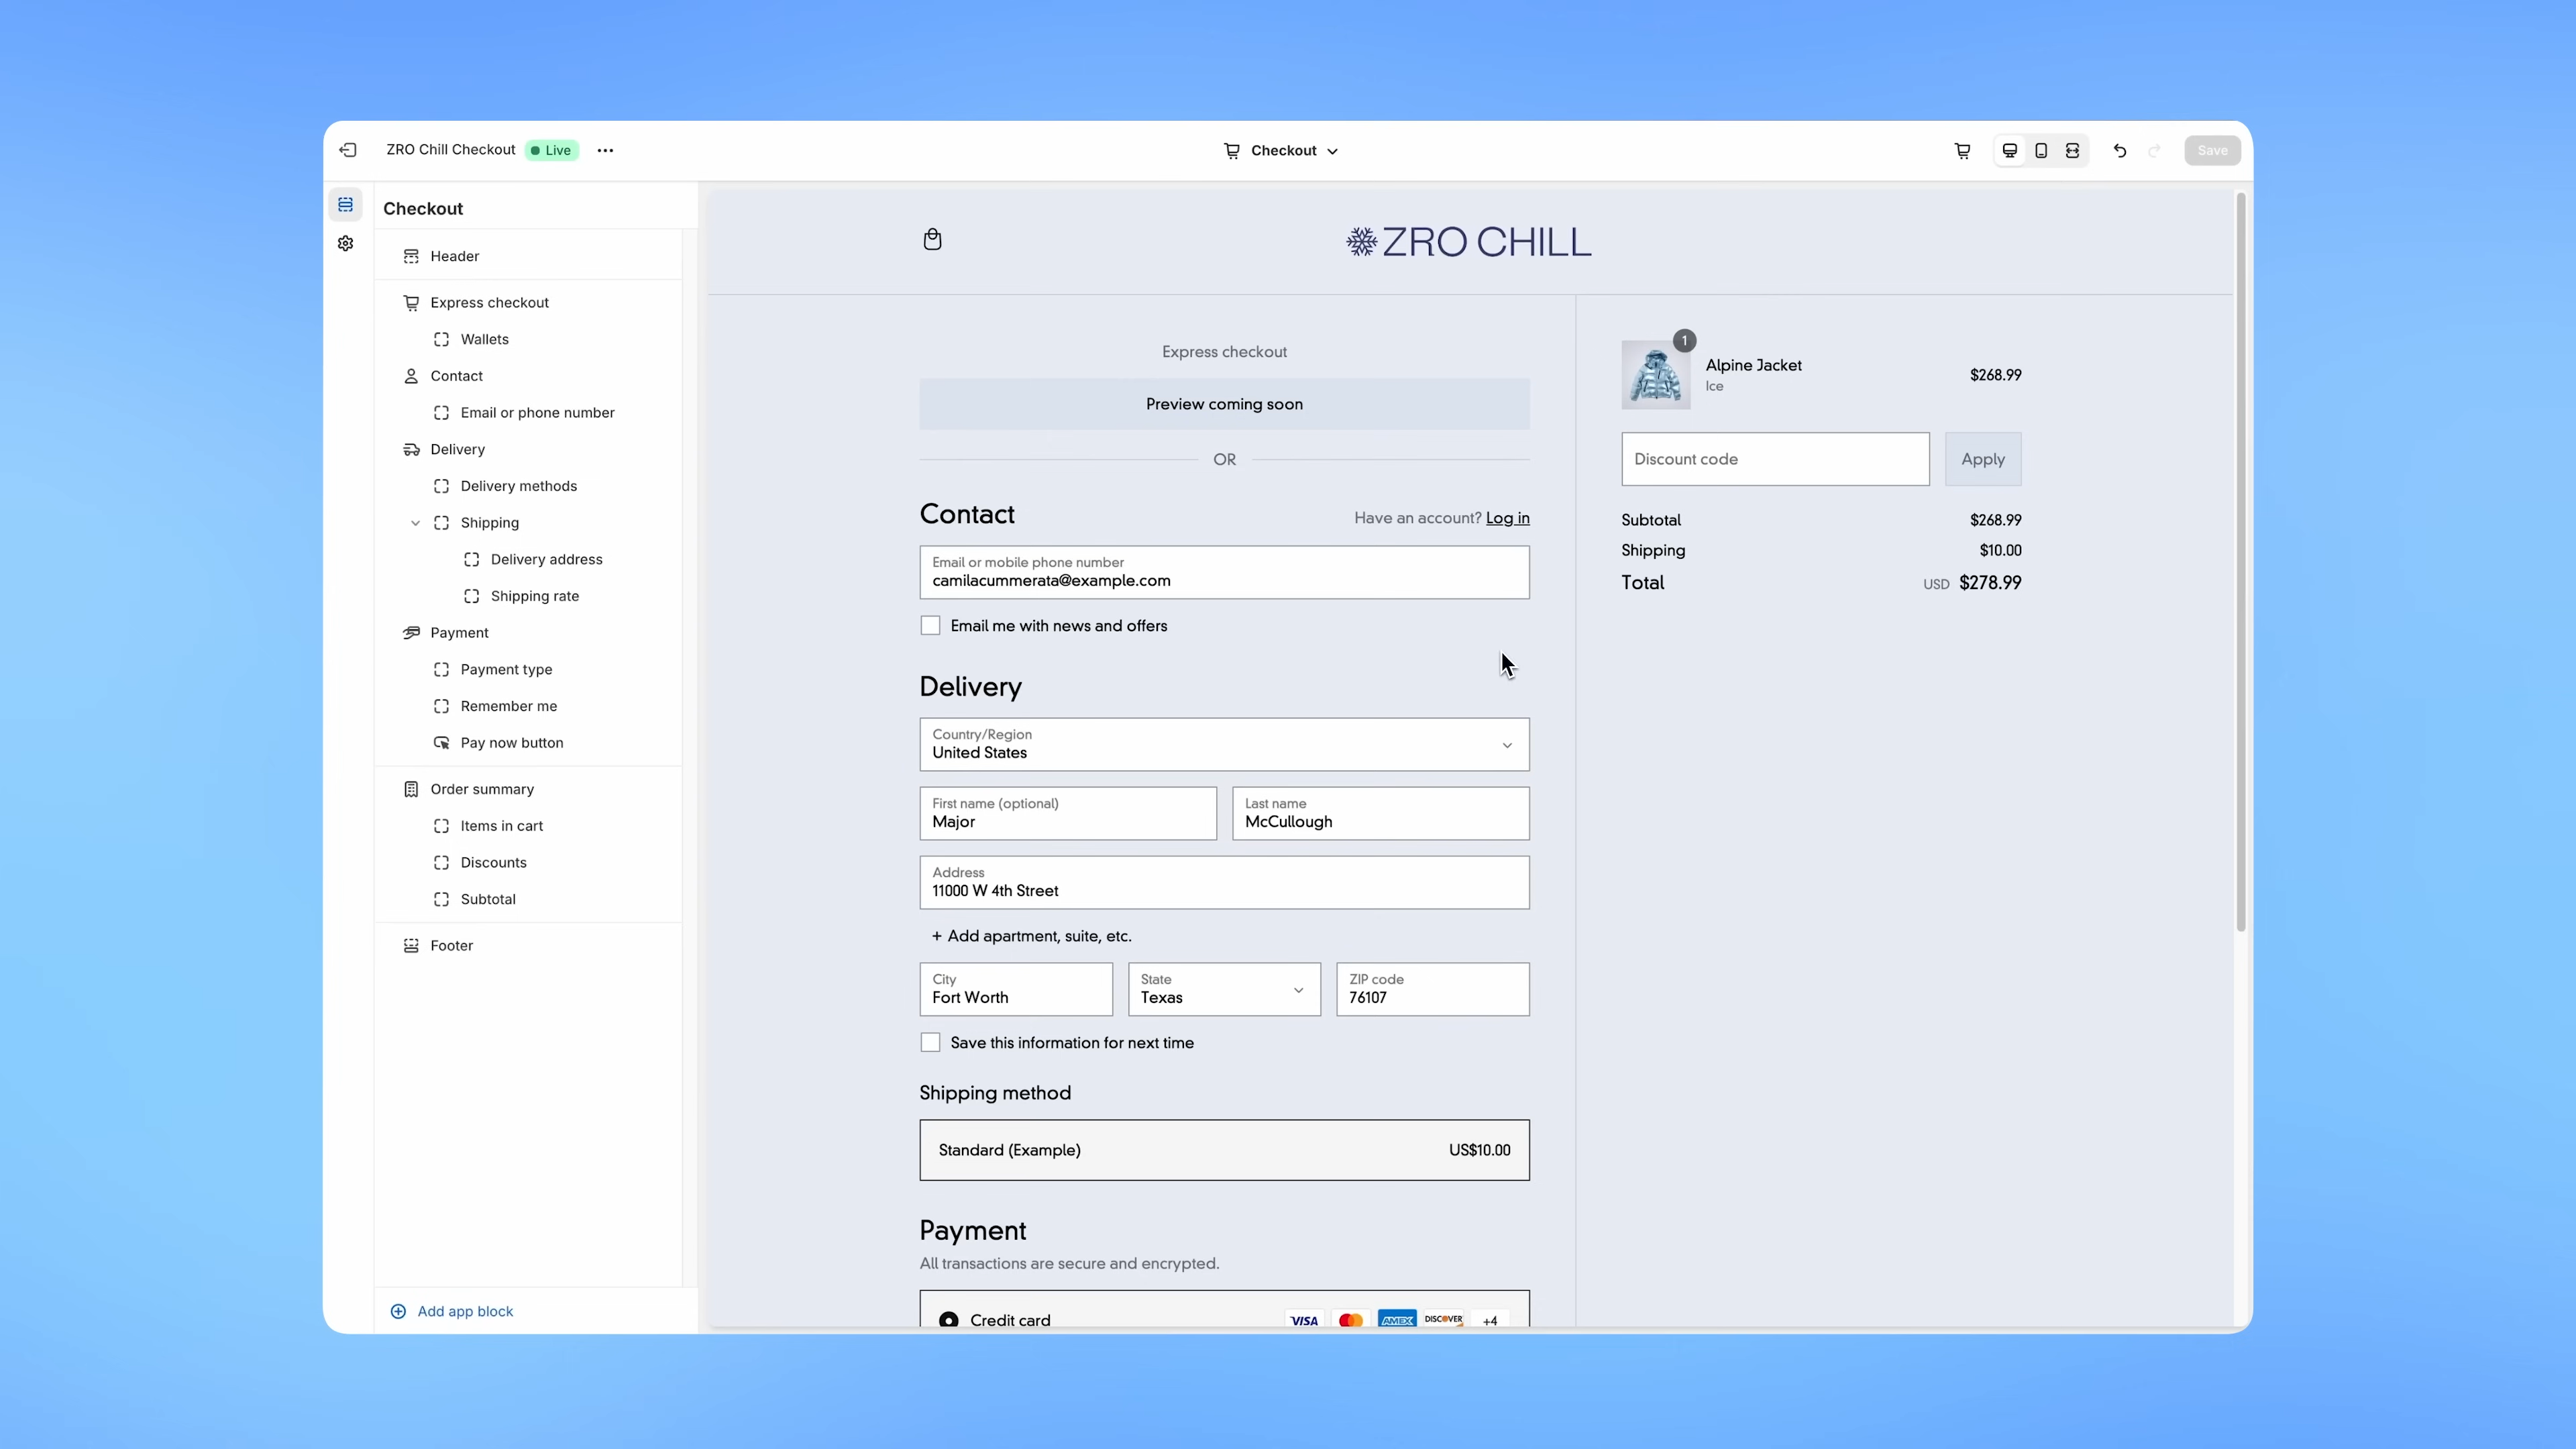 ZRO Chill Checkout
Live
Checkout
Save
Checkout
Header
Express checkout
Wallets
Contact
Email or phone number
Delivery
Delivery methods
Shipping
Delivery address
Shipping rate
Payment
Payment type
Remember me
Pay now button
Order summary
Items in cart
Discounts
Subtotal
Footer
Add app block
ZRO CHILL
Express checkout
Preview coming soon
OR
Contact
Have an account? Log in
Email or mobile phone number
camilacummerata@example.com
Email me with news and offers
Delivery
Country/Region
United States
First name (optional)
Major
Last name
McCullough
Address
11000 W 4th Street
+ Add apartment, suite, etc.
City
Fort Worth
State
Texas
ZIP code
76107
Save this information for next time
Shipping method
Standard (Example) US$10.00
Payment
All transactions are secure and encrypted.
Credit card
VISA
AMEX
DISCOVER
+4
1
Alpine Jacket
Ice
$268.99
Discount code
Apply
Subtotal $268.99
Shipping $10.00
Total USD $278.99